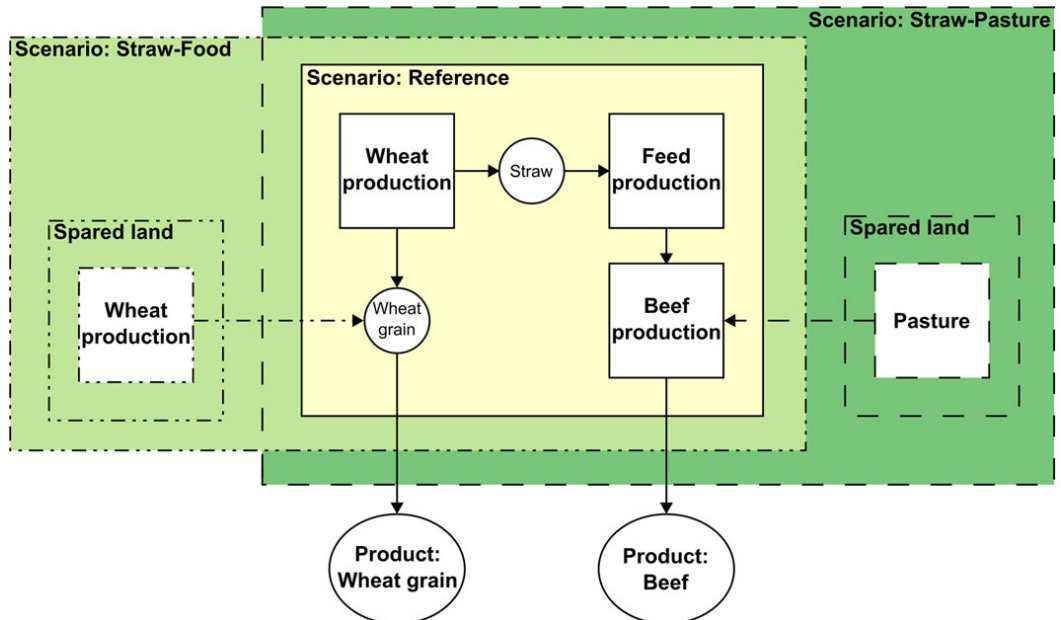 Scenario: Straw-Pasture
Scenario: Straw-Food
Scenario: Reference
Wheat
production
Straw
Feed
production
Spared land
Wheat
production
Wheat
grain
Beef
production
Spared land
Pasture
Product:
Wheat grain
Product:
Beef